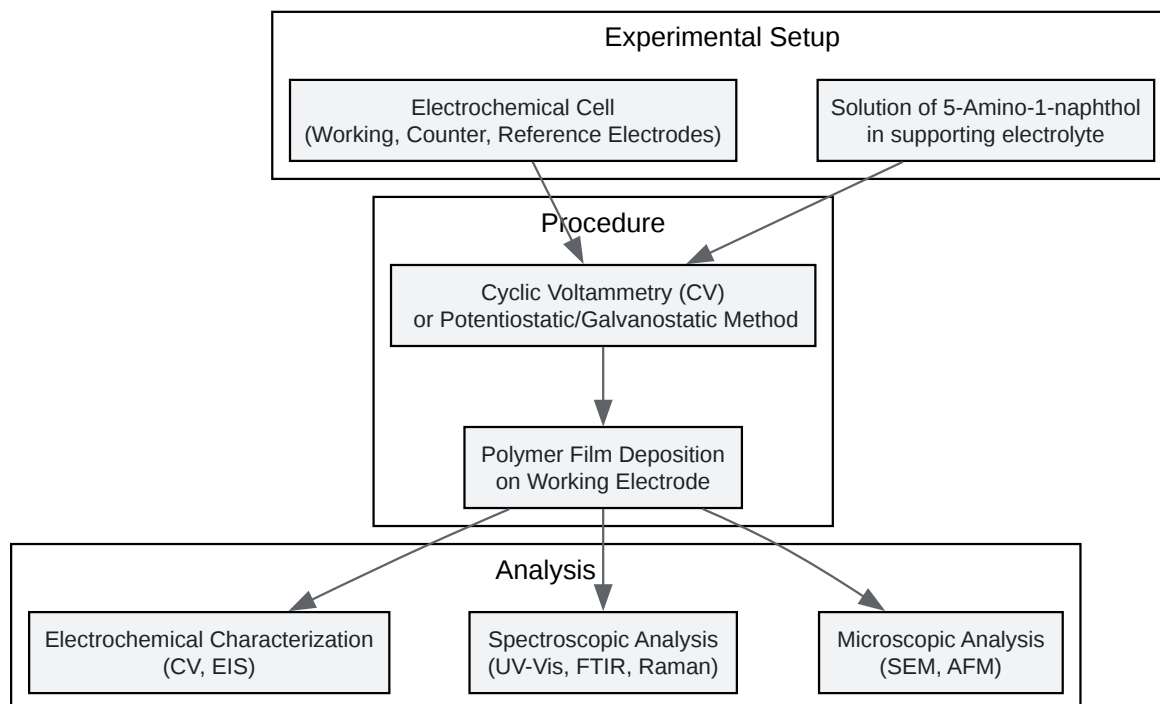 Experimental Setup
Electrochemical Cell
(Working, Counter, Reference Electrodes)
Solution of 5-Amino-1-naphthol
in supporting electrolyte
Procedure
Cyclic Voltammetry (CV)
or Potentiostatic/Galvanostatic Method
Polymer Film Deposition
on Working Electrode
Analysis
Electrochemical Characterization
(CV, EIS)
Spectroscopic Analysis
(UV-Vis, FTIR, Raman)
Microscopic Analysis
(SEM, AFM)